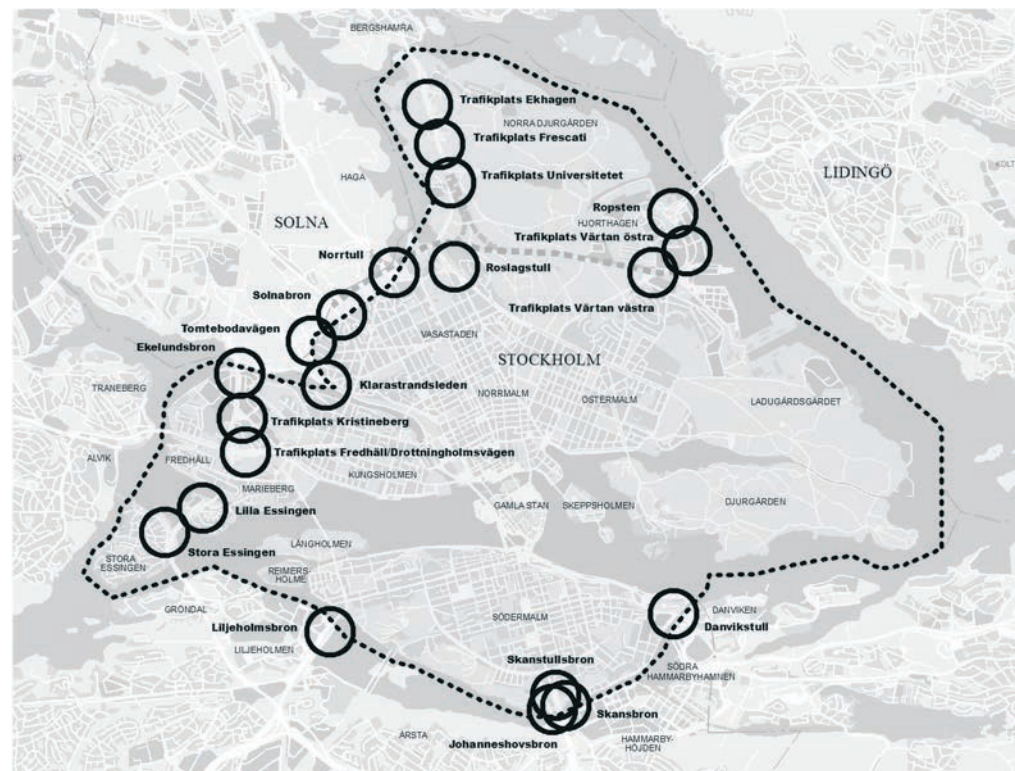 BERGSHAMRA
Trafikplats Ekhagen
NORRA DJURGÅRDEN
Trafikplats Frescati
HAGA
Trafikplats Universitetet
LIDINGÖ
Ropsten
SOLNA
HJORTHAGEN
Trafikplats Värtan östra
Norrtull
Roslagstull
Solnabron
Trafikplats Värtan västra
Tomtebodavägen
VASASTADEN
Ekelundsbron
STOCKHOLM
TRANEBERG
Klarastrandsleden
NORRMALM
ÖSTERMALM
LADUGÅRDSGÄRDET
Trafikplats Kristineberg
ALVIK
FREDHÄLL
Trafikplats Fredhäll/Drottningholmsvägen
KUNGSHOLMEN
MARIEBERG
DJURGÅRDEN
GAMLA STAN
SKEPPSHOLMEN
Lilla Essingen
LÅNGHOLMEN
Stora Essingen
STORA
ESSINGEN
REIMERS-
HOLME
GRÖNDAL
SÖDERMALM
DANVIKEN
Danvikstull
Liljeholmsbron
LILJEHOLMEN
Skanstullsbron
SÖDRA
HAMMARBYHAMNEN
Skansbron
ÅRSTA
Johanneshovsbron
HAMMARBY-
HÖJDEN